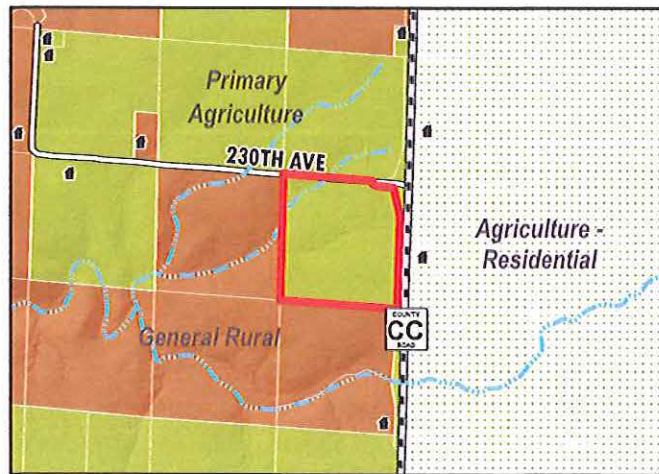 Primary
Agriculture
230TH AVE
Agriculture -
Residential
General Rural
COUNTY
CC
ROAD